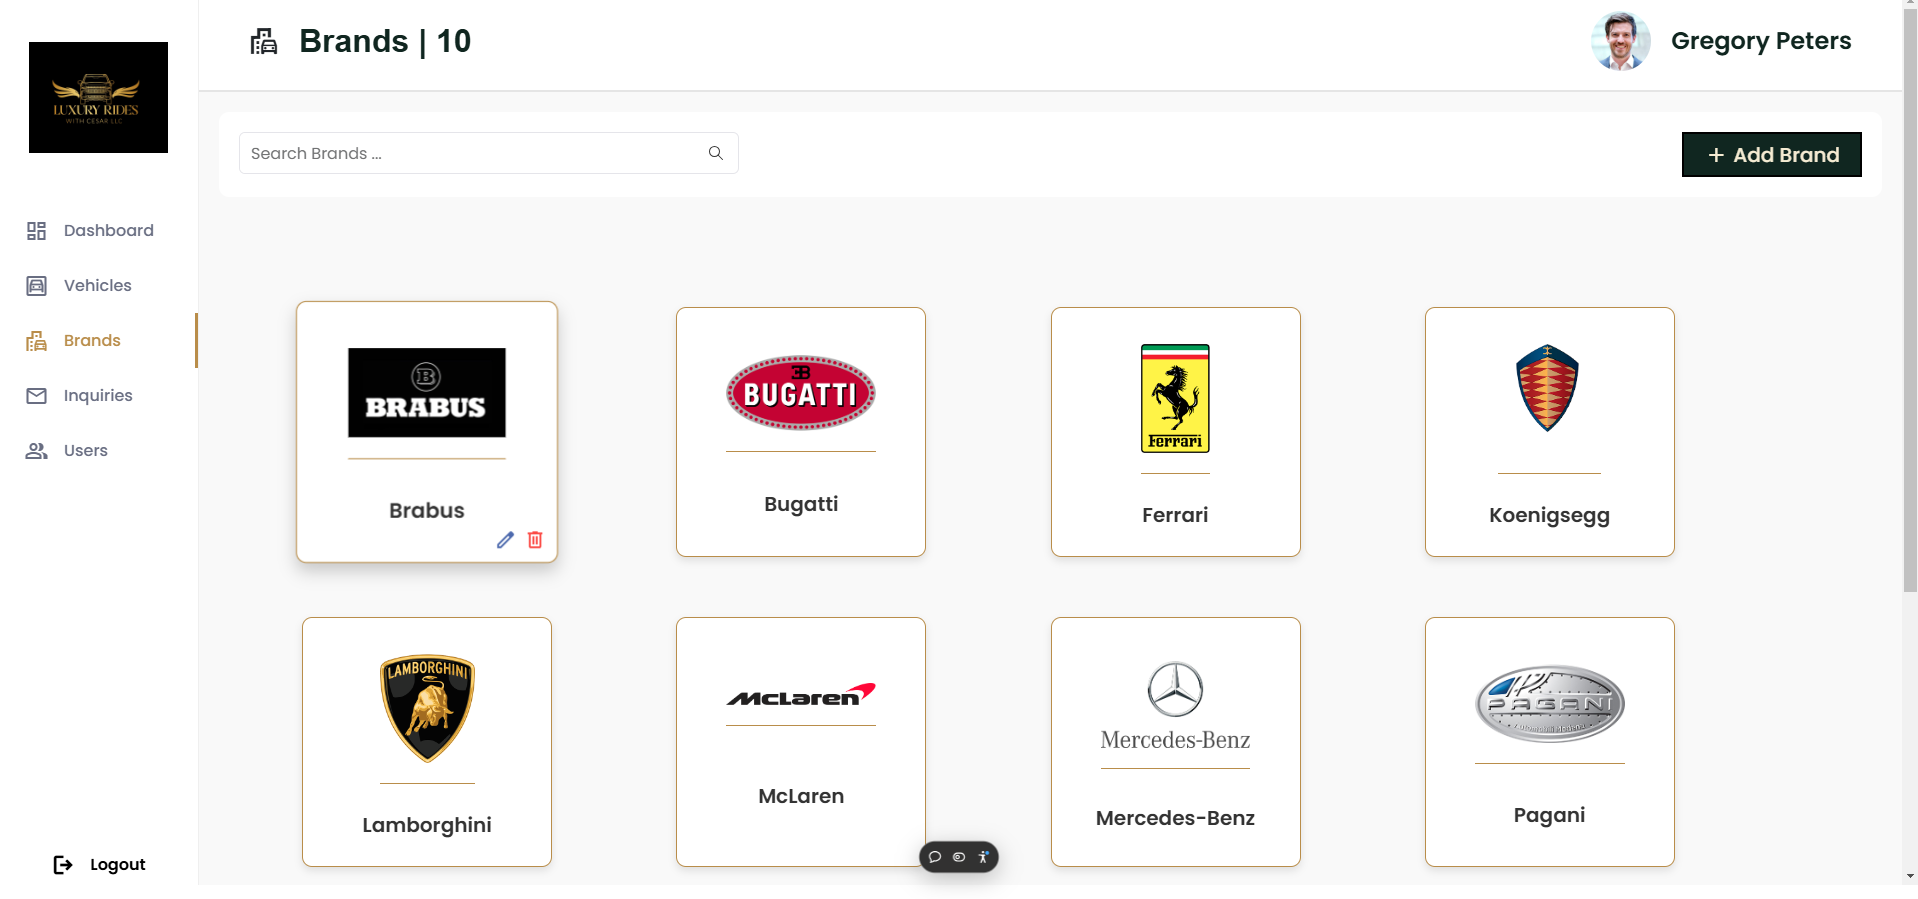 LUXURY RIDES
WITH CESAR LLC
Brands | 10
Gregory Peters
Search Brands ...
+ Add Brand
Dashboard
Vehicles
Brands
Inquiries
Users
Logout
B
BRABUS
Brabus
EB
BUGATTI
Bugatti
Ferrari
Ferrari
Koenigsegg
LAMBORGHINI
Lamborghini
McLaren
McLaren
Mercedes-Benz
Mercedes-Benz
PAGANI
Pagani